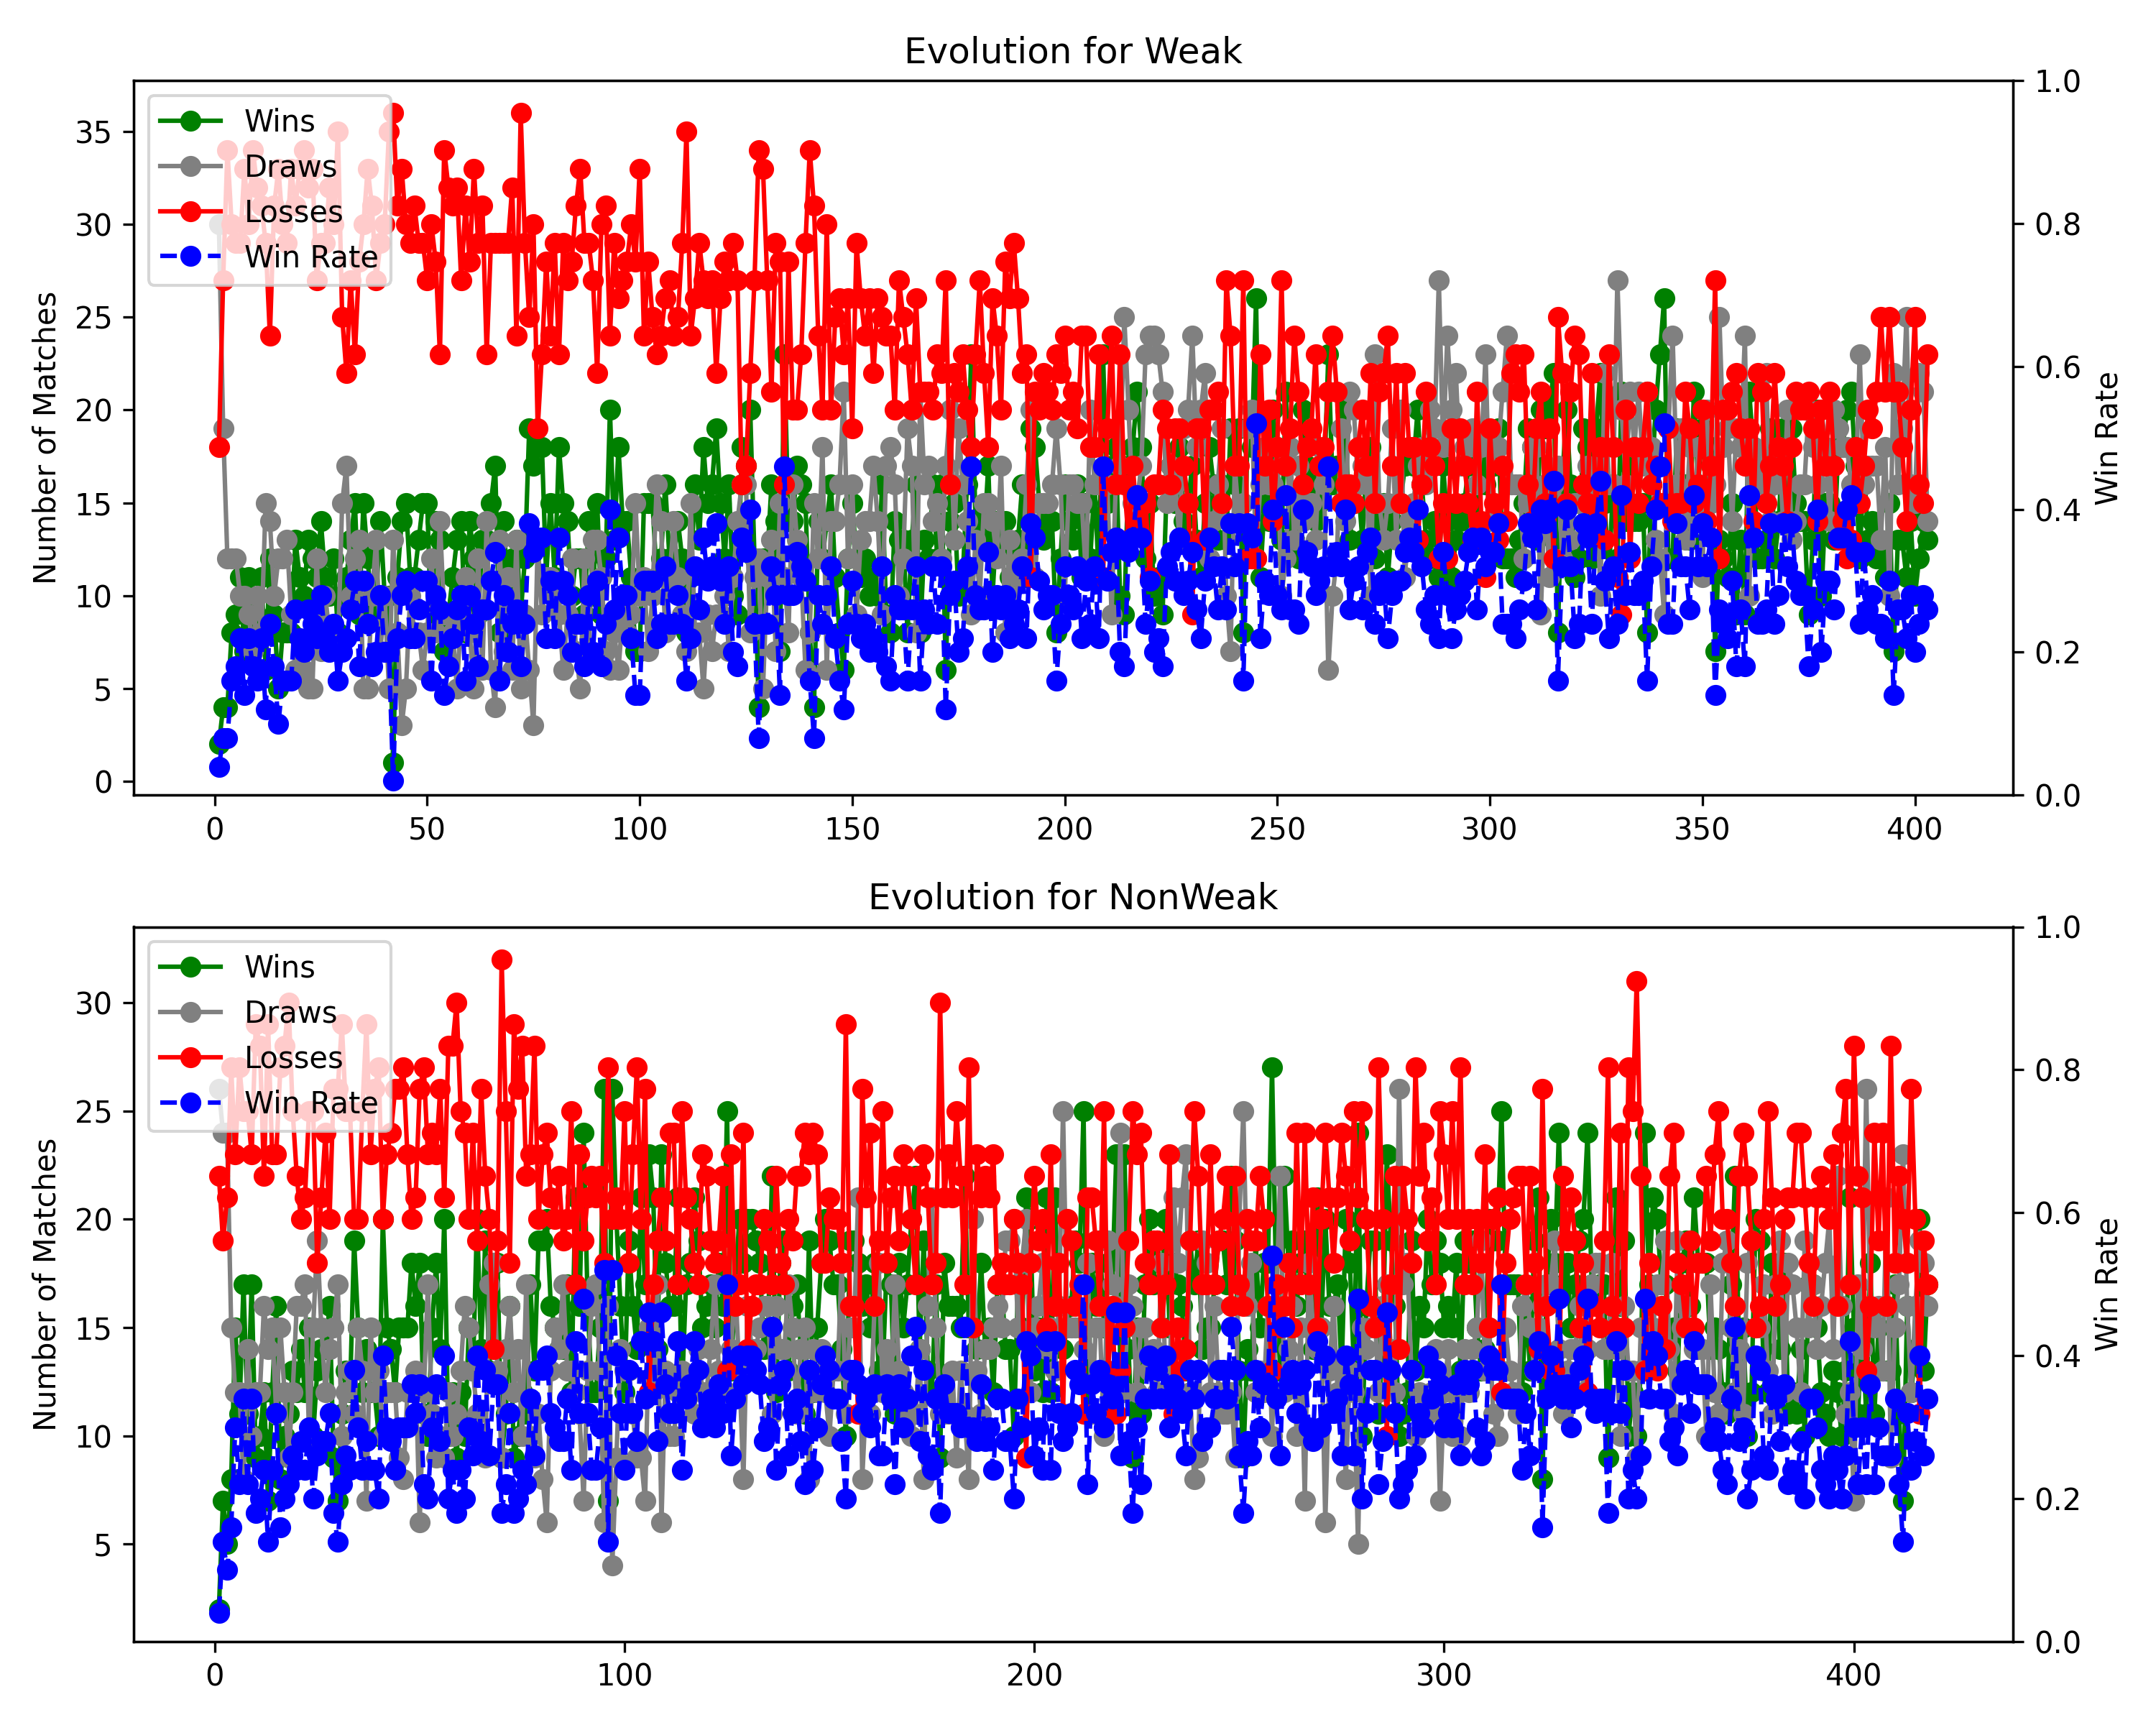 Evolution for Weak
Wins
Draws
Losses
Win Rate
Number of Matches
35
30
25
20
15
10
5
0
1.0
0.8
0.6
0.4
0.2
0.0
Win Rate
0 50 100 150 200 250 300 350 400
Evolution for NonWeak
Wins
Draws
Losses
Win Rate
Number of Matches
30
25
20
15
10
5
1.0
0.8
0.6
0.4
0.2
0.0
Win Rate
0 100 200 300 400